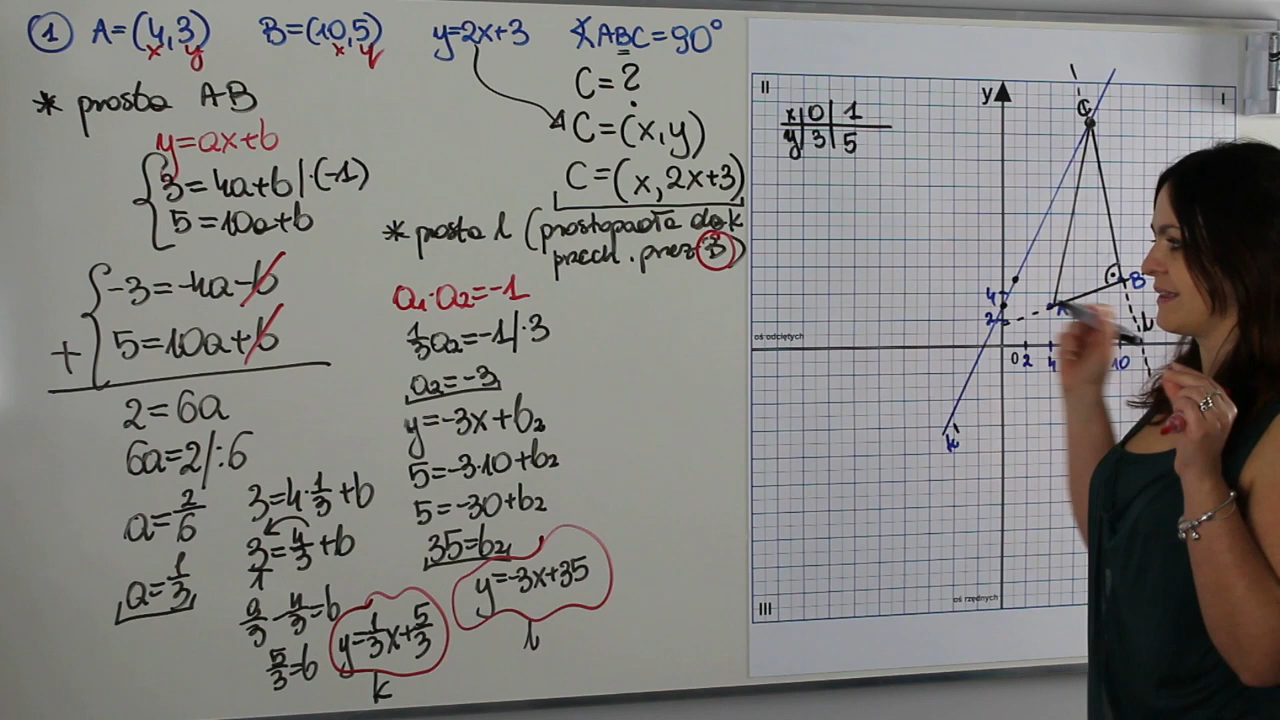 ① A=(4,3) B=(10,5) y=2x+3 ∢ABC=90°
x y x y
C=?
* prosta AB
y=ax+b
3=4a+b|·(-1)
5=10a+b
-3=-4a-b
+ 5=10a+b
2=6a
6a=2/:6
a=2/6
a=1/3
3=4·1/3+b
3=4/3+b
1
9/3-4/3=b
5/3=b
y=1/3x+5/3
k
C=(x,y)
C=(x,2x+3)
* prosta l (prostopadła do k
przech. przez B)
a₁·a₂=-1
1/3a₂=-1/·3
a₂=-3
y=-3x+b₂
5=-3·10+b₂
5=-30+b₂
35=b₂
y=-3x+35
l
II
I
x|0|1
y|3|5
y
C
B
A
l
4
2
oś odciętych
0 2 4 10
k
III
oś rzędnych